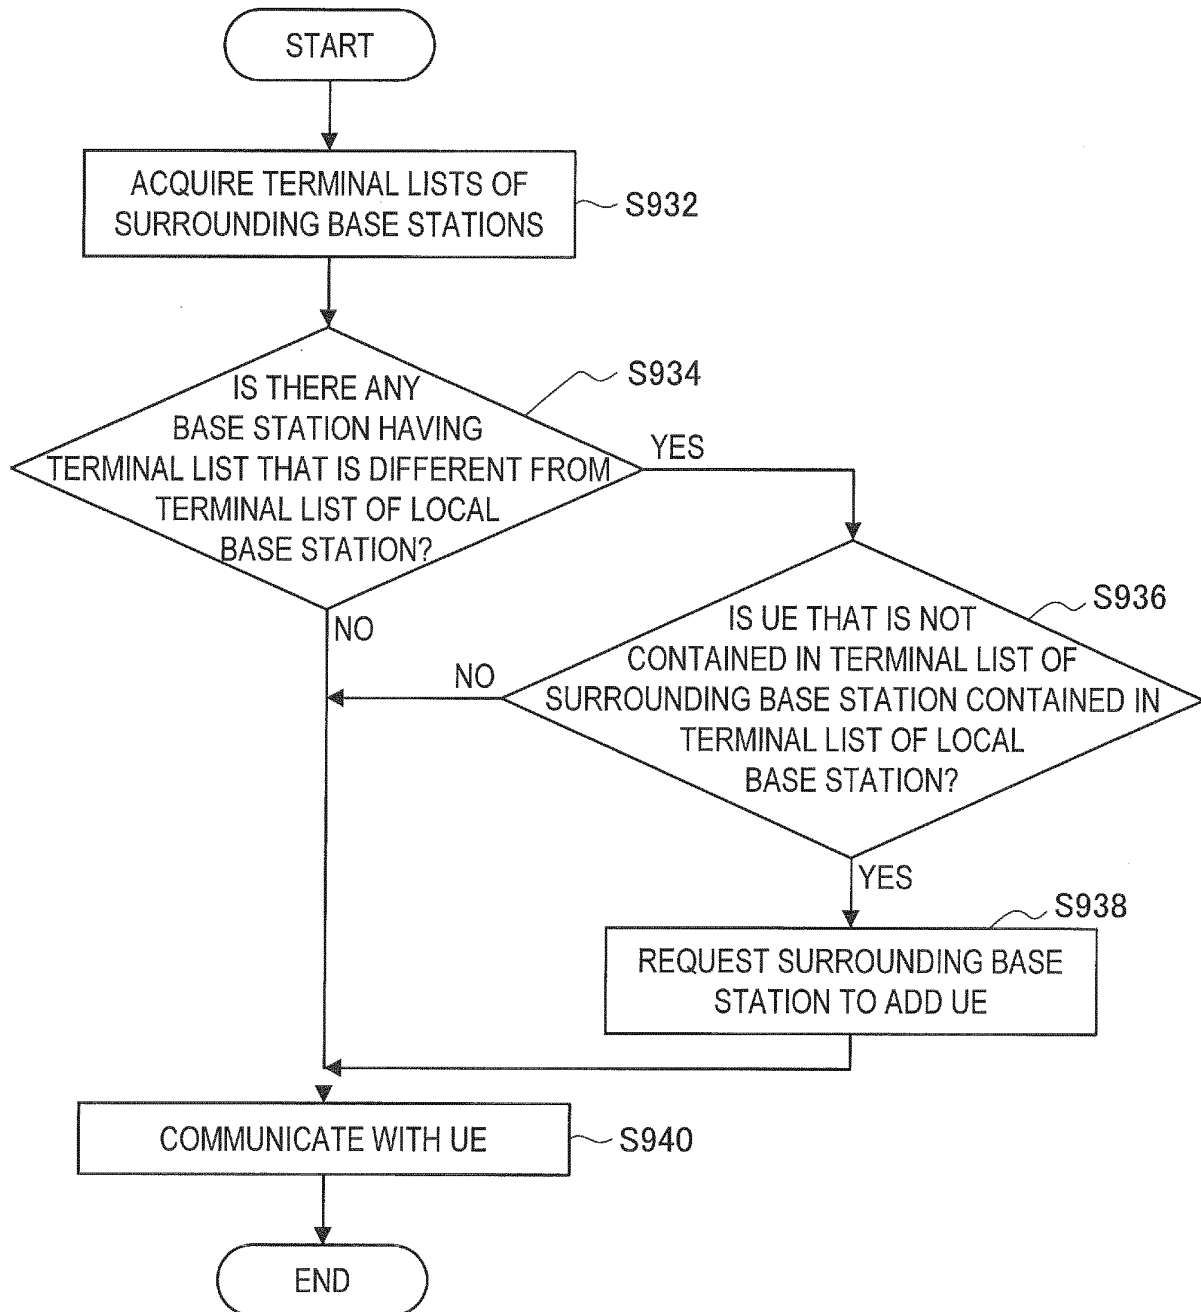 START
ACQUIRE TERMINAL LISTS OF
SURROUNDING BASE STATIONS
S932
IS THERE ANY
BASE STATION HAVING
TERMINAL LIST THAT IS DIFFERENT FROM
TERMINAL LIST OF LOCAL
BASE STATION?
S934
YES
NO
IS UE THAT IS NOT
CONTAINED IN TERMINAL LIST OF
SURROUNDING BASE STATION CONTAINED IN
TERMINAL LIST OF LOCAL
BASE STATION?
S936
NO
YES
REQUEST SURROUNDING BASE
STATION TO ADD UE
S938
COMMUNICATE WITH UE
S940
END